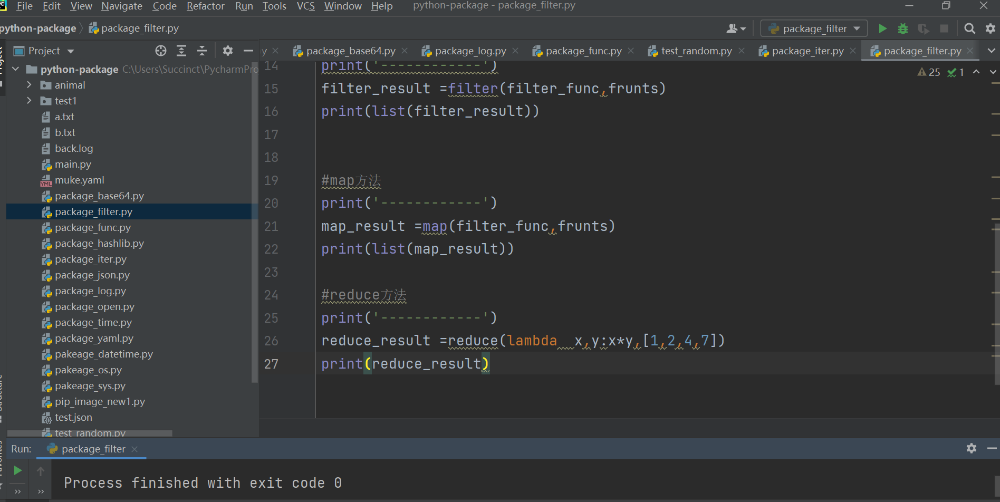 File Edit View Navigate Code Refactor Run Tools VCS Window Help python-package - package_filter.py
python-package package_filter.py package_filter
Project y package_base64.py package_log.py package_func.py test_random.py package_iter.py package_filter.py
python-package C:\Users\Succinct\PycharmPro
animal
test1
a.txt
b.txt
back.log
main.py
muke.yaml
package_base64.py
package_filter.py
package_func.py
package_hashlib.py
package_iter.py
package_json.py
package_log.py
package_open.py
package_time.py
package_yaml.py
pakeage_datetime.py
pakeage_os.py
pakeage_sys.py
pip_image_new1.py
test.json
test_random.py
25 1
14 print('------------')
15 filter_result =filter(filter_func,frunts)
16 print(list(filter_result))
17
18
19 #map方法
20 print('------------')
21 map_result =map(filter_func,frunts)
22 print(list(map_result))
23
24 #reduce方法
25 print('------------')
26 reduce_result =reduce(lambda  x,y:x*y,[1,2,4,7])
27 print(reduce_result)
Run: package_filter
Process finished with exit code 0